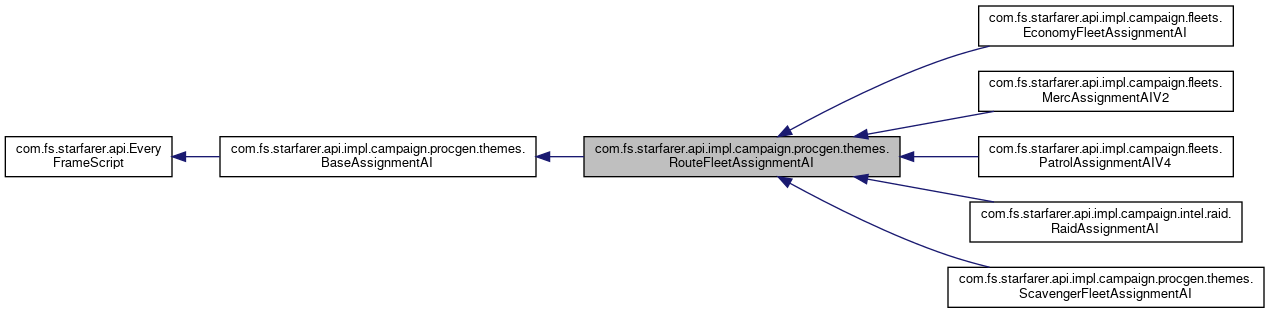 com.fs.starfarer.api.Every
FrameScript
com.fs.starfarer.api.impl.campaign.procgen.themes.
BaseAssignmentAI
com.fs.starfarer.api.impl.campaign.procgen.themes.
RouteFleetAssignmentAI
com.fs.starfarer.api.impl.campaign.fleets.
EconomyFleetAssignmentAI
com.fs.starfarer.api.impl.campaign.fleets.
MercAssignmentAIV2
com.fs.starfarer.api.impl.campaign.fleets.
PatrolAssignmentAIV4
com.fs.starfarer.api.impl.campaign.intel.raid.
RaidAssignmentAI
com.fs.starfarer.api.impl.campaign.procgen.themes.
ScavengerFleetAssignmentAI